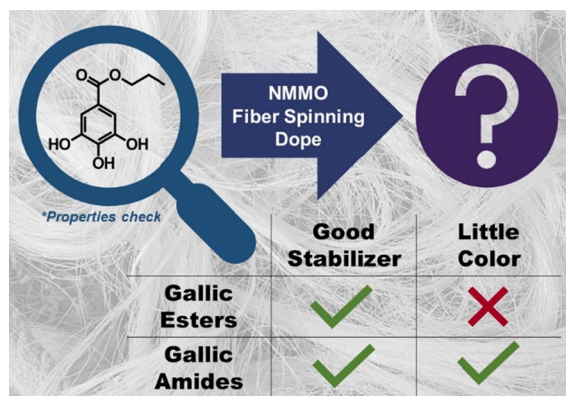 O
O
HO
OH
OH
*Properties check
NMMO
Fiber Spinning
Dope
?
Good
Stabilizer
Little
Color
Gallic
Esters
✓
✗
Gallic
Amides
✓
✓